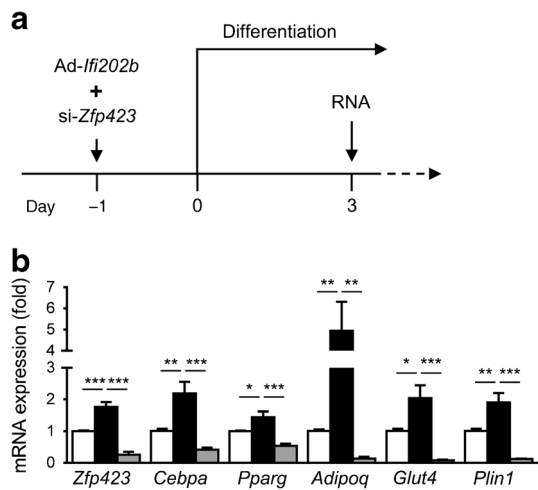 a
Differentiation
Ad-Ifi202b
+
si-Zfp423
RNA
Day –1 0 3
b
mRNA expression (fold)
7
6
5
4
3
2
1
0
*** *** ** *** * *** ** ** * *** ** ***
Zfp423 Cebpa Pparg Adipoq Glut4 Plin1